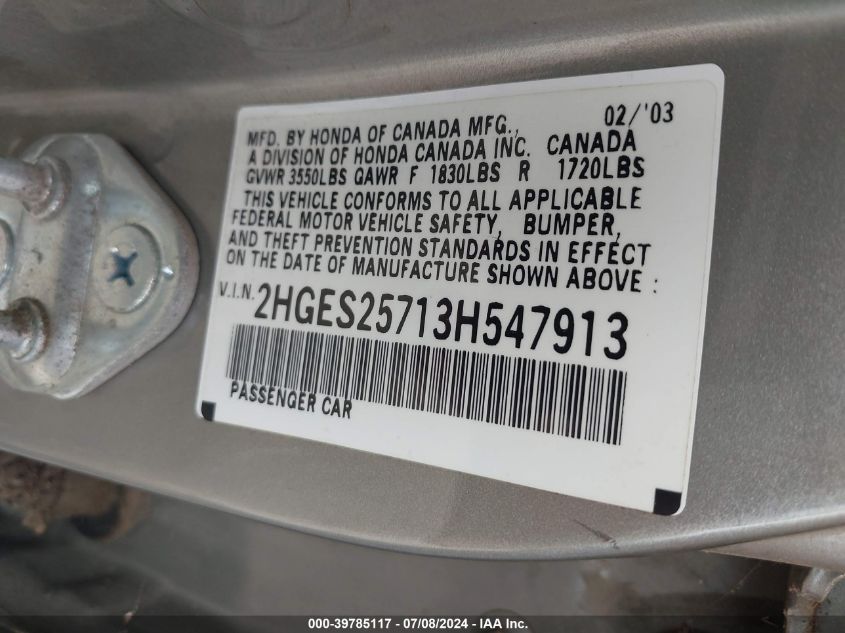 02/'03
MFD. BY HONDA OF CANADA MFG.,
A DIVISION OF HONDA CANADA INC. CANADA
GVWR 3550LBS GAWR F 1830LBS R 1720LBS
THIS VEHICLE CONFORMS TO ALL APPLICABLE
FEDERAL MOTOR VEHICLE SAFETY, BUMPER,
AND THEFT PREVENTION STANDARDS IN EFFECT
ON THE DATE OF MANUFACTURE SHOWN ABOVE :
V.I.N. 2HGES25713H547913
PASSENGER CAR
000-39785117 - 07/08/2024 - IAA Inc.